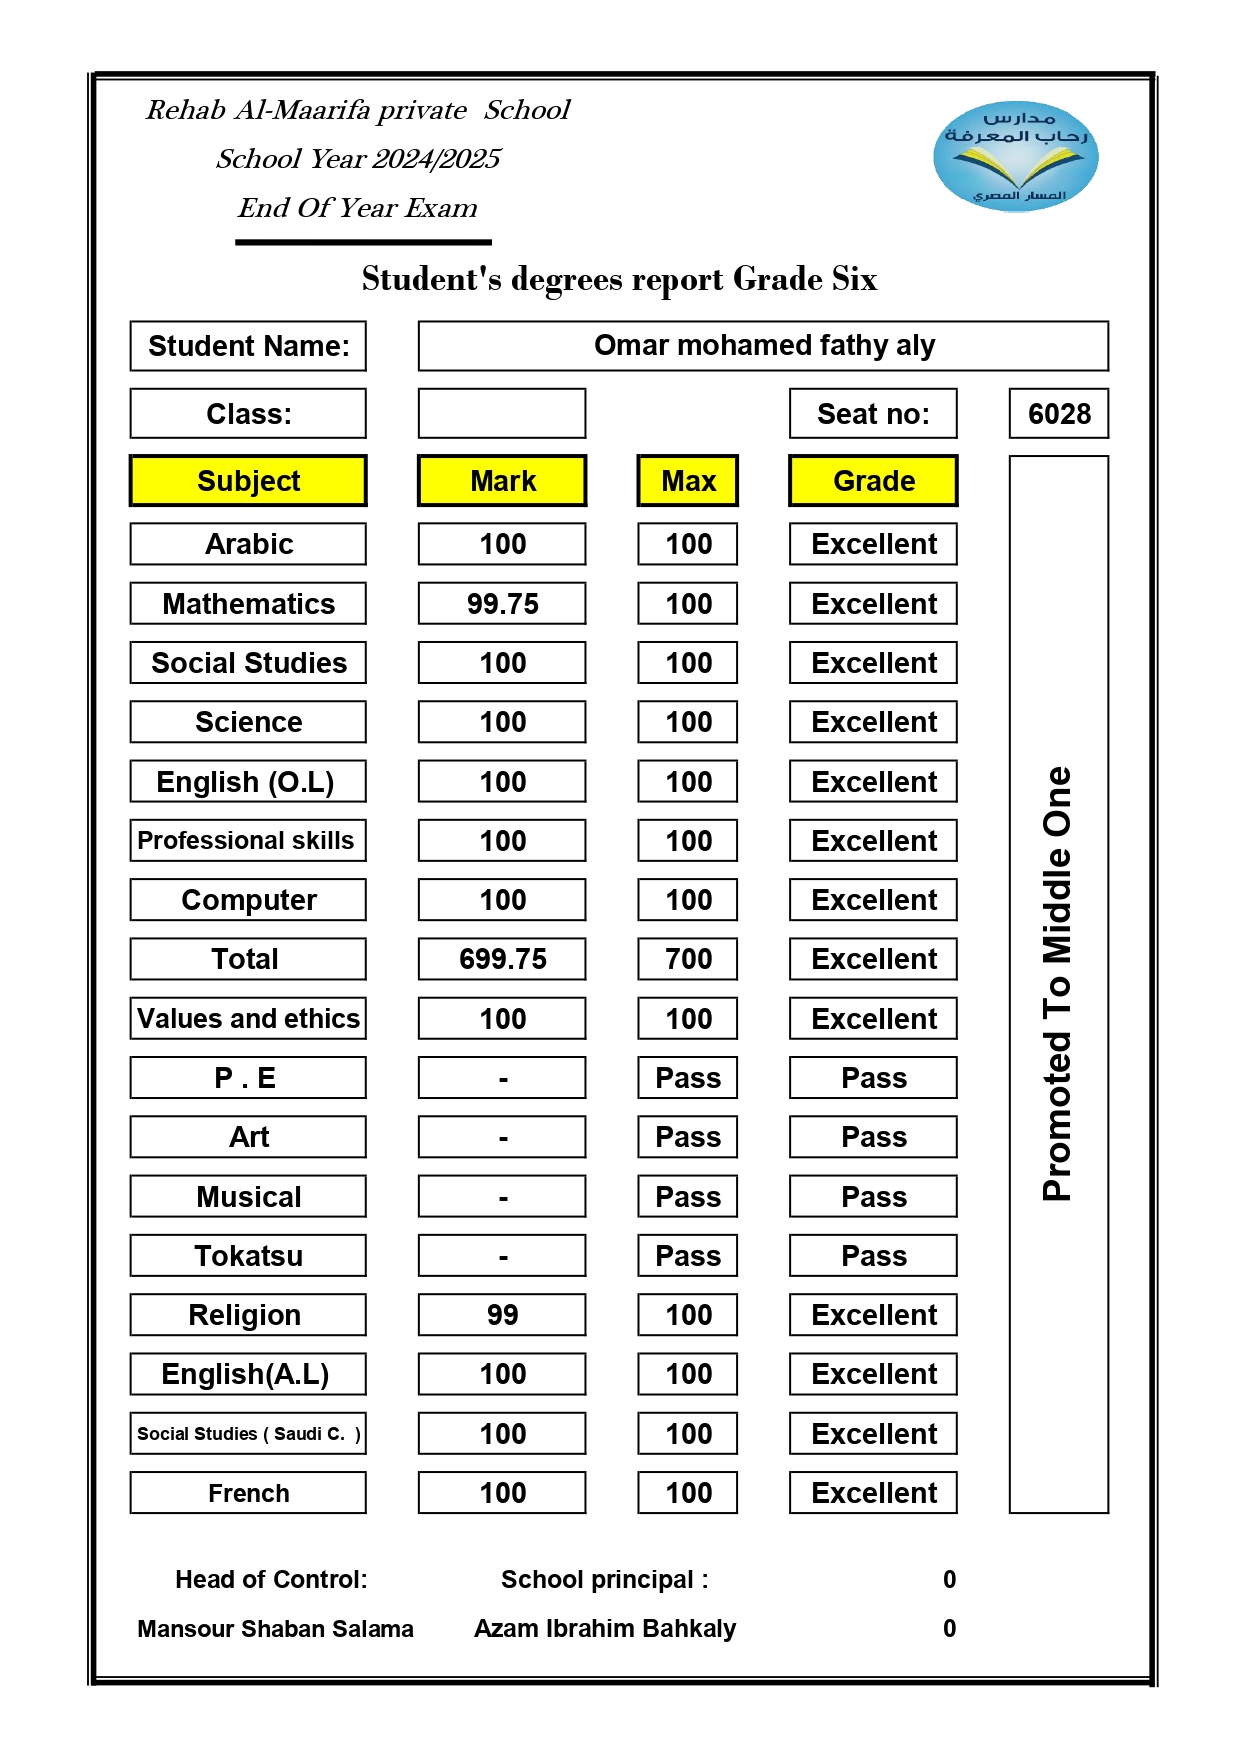 Rehab Al-Maarifa private School
School Year 2024/2025
End Of Year Exam
مدارس
رحاب المعرفة
المسار المصري
Student's degrees report Grade Six
Student Name: Omar mohamed fathy aly
Class: Seat no: 6028
Subject Mark Max Grade
Arabic 100 100 Excellent
Mathematics 99.75 100 Excellent
Social Studies 100 100 Excellent
Science 100 100 Excellent
English (O.L) 100 100 Excellent
Professional skills 100 100 Excellent
Computer 100 100 Excellent
Total 699.75 700 Excellent
Values and ethics 100 100 Excellent
P . E - Pass Pass
Art - Pass Pass
Musical - Pass Pass
Tokatsu - Pass Pass
Religion 99 100 Excellent
English(A.L) 100 100 Excellent
Social Studies ( Saudi C. ) 100 100 Excellent
French 100 100 Excellent
Promoted To Middle One
Head of Control: School principal : 0
Mansour Shaban Salama Azam Ibrahim Bahkaly 0